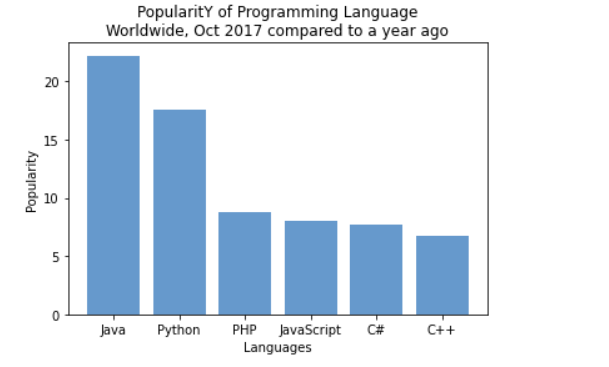 PopularitY of Programming Language
Worldwide, Oct 2017 compared to a year ago
Popularity
20
15
10
5
0
Java Python PHP JavaScript C# C++
Languages